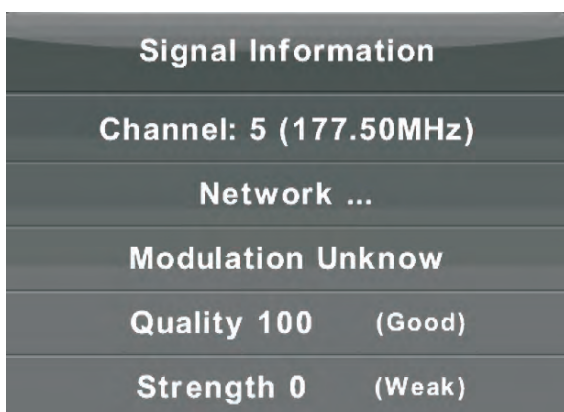 Signal Information
Channel: 5 (177.50MHz)
Network ...
Modulation Unknow
Quality 100 (Good)
Strength 0 (Weak)